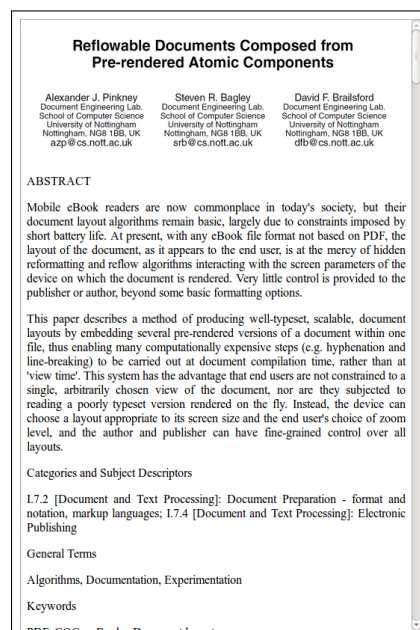 Reflowable Documents Composed from
Pre-rendered Atomic Components
Alexander J. Pinkney
Document Engineering Lab.
School of Computer Science
University of Nottingham
Nottingham, NG8 1BB, UK
azp@cs.nott.ac.uk
Steven R. Bagley
Document Engineering Lab.
School of Computer Science
University of Nottingham
Nottingham, NG8 1BB, UK
srb@cs.nott.ac.uk
David F. Brailsford
Document Engineering Lab.
School of Computer Science
University of Nottingham
Nottingham, NG8 1BB, UK
dfb@cs.nott.ac.uk
ABSTRACT
Mobile eBook readers are now commonplace in today's society, but their
document layout algorithms remain basic, largely due to constraints imposed by
short battery life. At present, with any eBook file format not based on PDF, the
layout of the document, as it appears to the end user, is at the mercy of hidden
reformatting and reflow algorithms interacting with the screen parameters of the
device on which the document is rendered. Very little control is provided to the
publisher or author, beyond some basic formatting options.
This paper describes a method of producing well-typeset, scalable, document
layouts by embedding several pre-rendered versions of a document within one
file, thus enabling many computationally expensive steps (e.g. hyphenation and
line-breaking) to be carried out at document compilation time, rather than at
'view time'. This system has the advantage that end users are not constrained to a
single, arbitrarily chosen view of the document, nor are they subjected to
reading a poorly typeset version rendered on the fly. Instead, the device can
choose a layout appropriate to its screen size and the end user's choice of zoom
level, and the author and publisher can have fine-grained control over all
layouts.
Categories and Subject Descriptors
I.7.2 [Document and Text Processing]: Document Preparation - format and
notation, markup languages; I.7.4 [Document and Text Processing]: Electronic
Publishing
General Terms
Algorithms, Documentation, Experimentation
Keywords